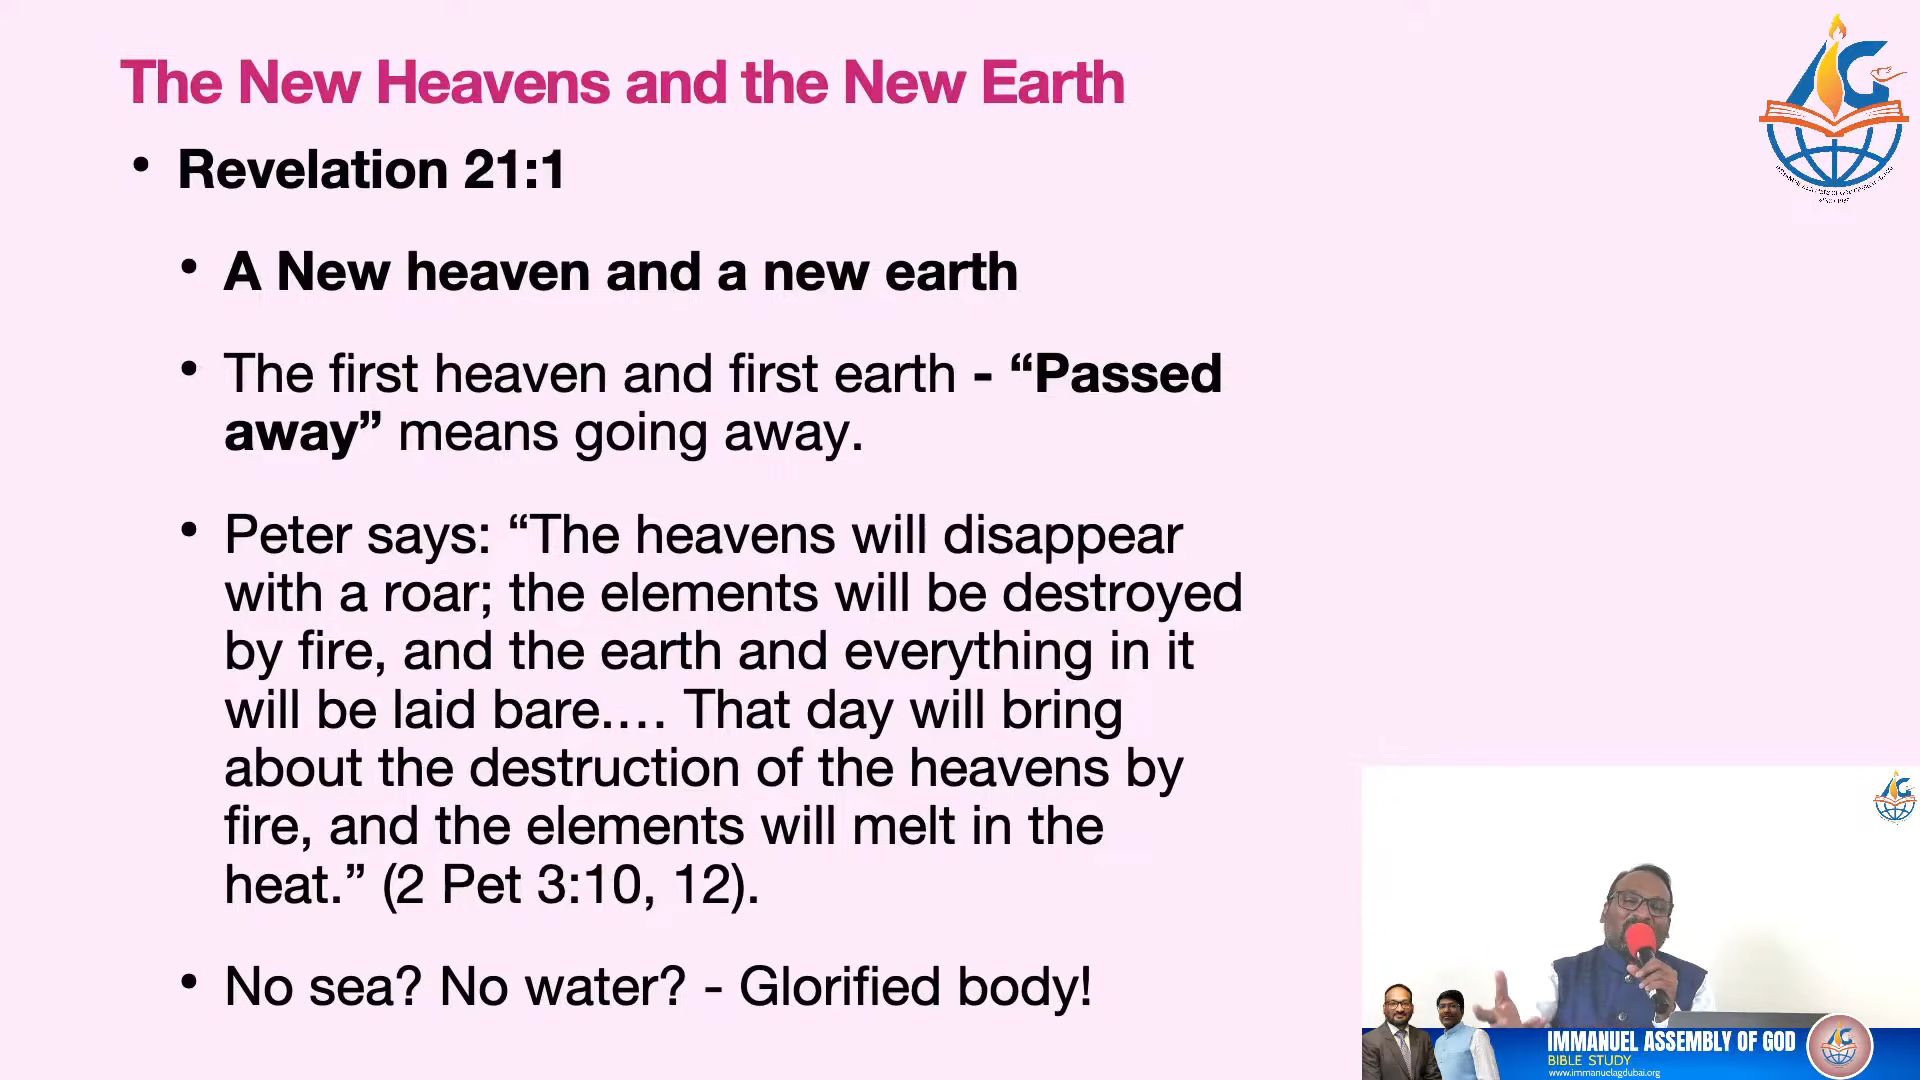 The New Heavens and the New Earth
• Revelation 21:1
• A New heaven and a new earth
• The first heaven and first earth - “Passed
away” means going away.
• Peter says: “The heavens will disappear
with a roar; the elements will be destroyed
by fire, and the earth and everything in it
will be laid bare.… That day will bring
about the destruction of the heavens by
fire, and the elements will melt in the
heat.” (2 Pet 3:10, 12).
• No sea? No water? - Glorified body!
AG
IMMANUEL ASSEMBLY OF GOD
BIBLE STUDY
www.immanuelagdubai.org